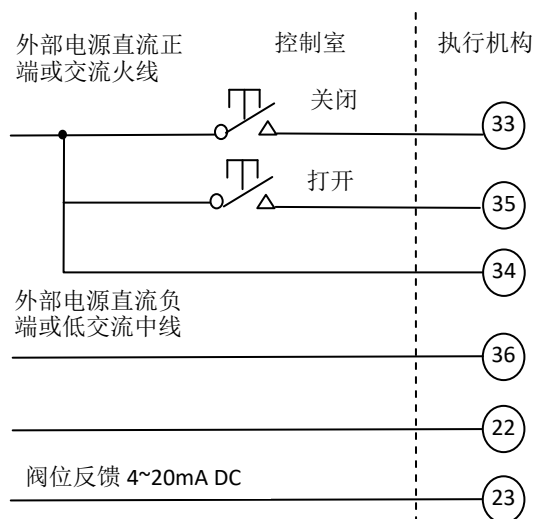 外部电源直流正
端或交流火线
控制室
执行机构
关闭
33
打开
35
34
外部电源直流负
端或低交流中线
36
22
阀位反馈 4~20mA DC
23